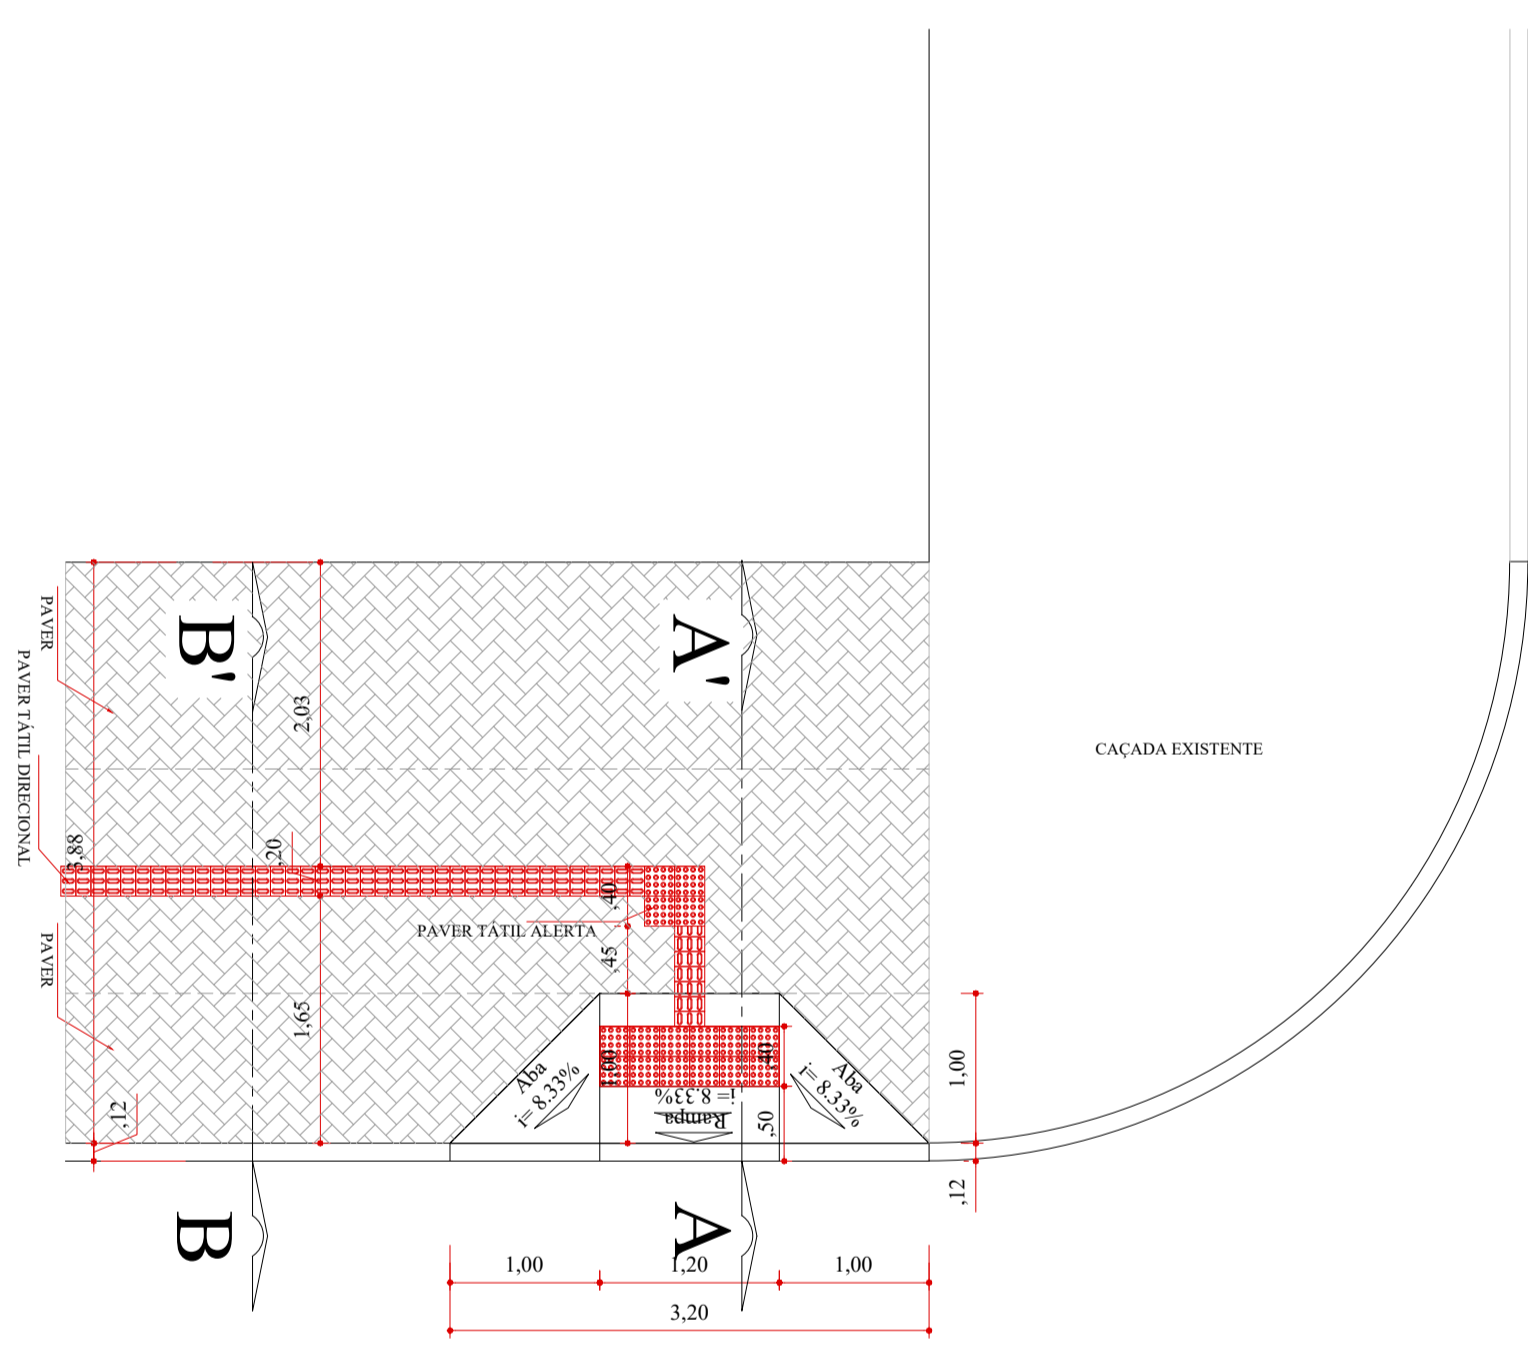 B'
A'
PAVER
PAVER TÁTIL DIRECIONAL
2,03
CAÇADA EXISTENTE
3,88
,20
,40
PAVER TÁTIL ALERTA
,45
PAVER
1,65
Aba
i= 8.33%
1,00
,40
i= 8.33%
Rampa
,50
Aba
i= 8.33%
1,00
,12
,12
B
A
1,00
1,20
1,00
3,20